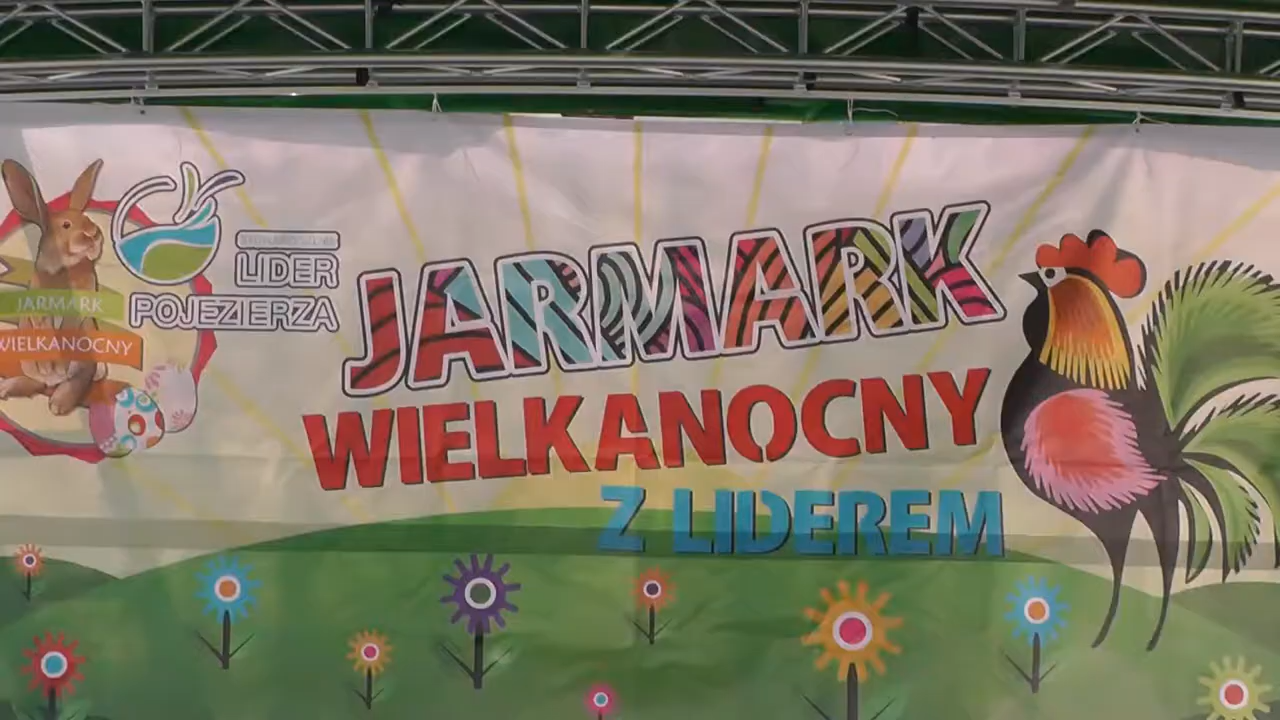 LIDER
POJEZIERZA
JARMARK
WIELKANOCNY
JARMARK
WIELKANOCNY
Z LIDEREM